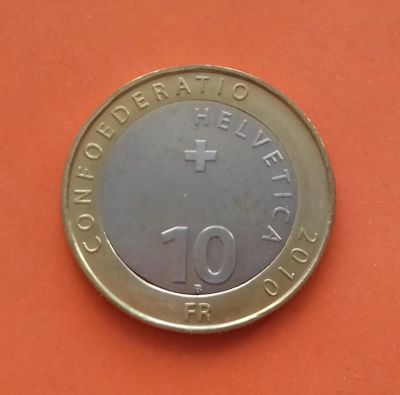 CONFOEDERATIO
HELVETICA
2010
10
B
FR